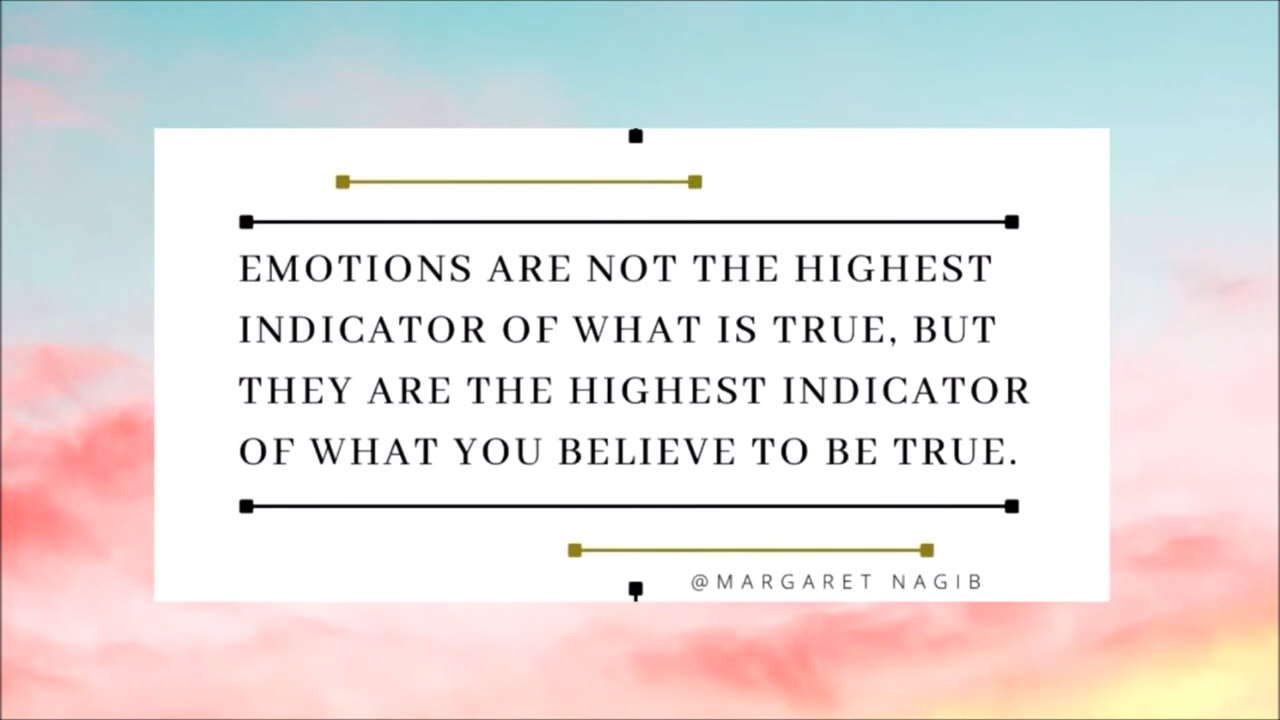 EMOTIONS ARE NOT THE HIGHEST
INDICATOR OF WHAT IS TRUE, BUT
THEY ARE THE HIGHEST INDICATOR
OF WHAT YOU BELIEVE TO BE TRUE.
@MARGARET NAGIB